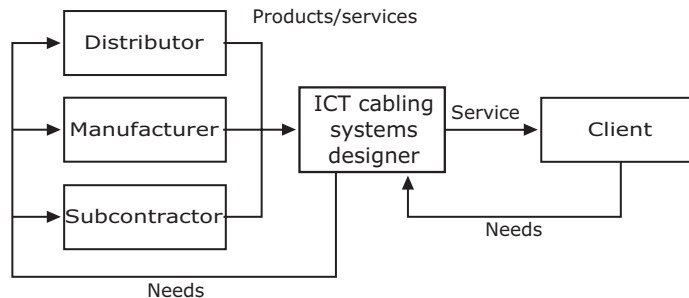 Products/services
Distributor
Manufacturer
Subcontractor
ICT cabling
systems
designer
Service
Client
Needs
Needs